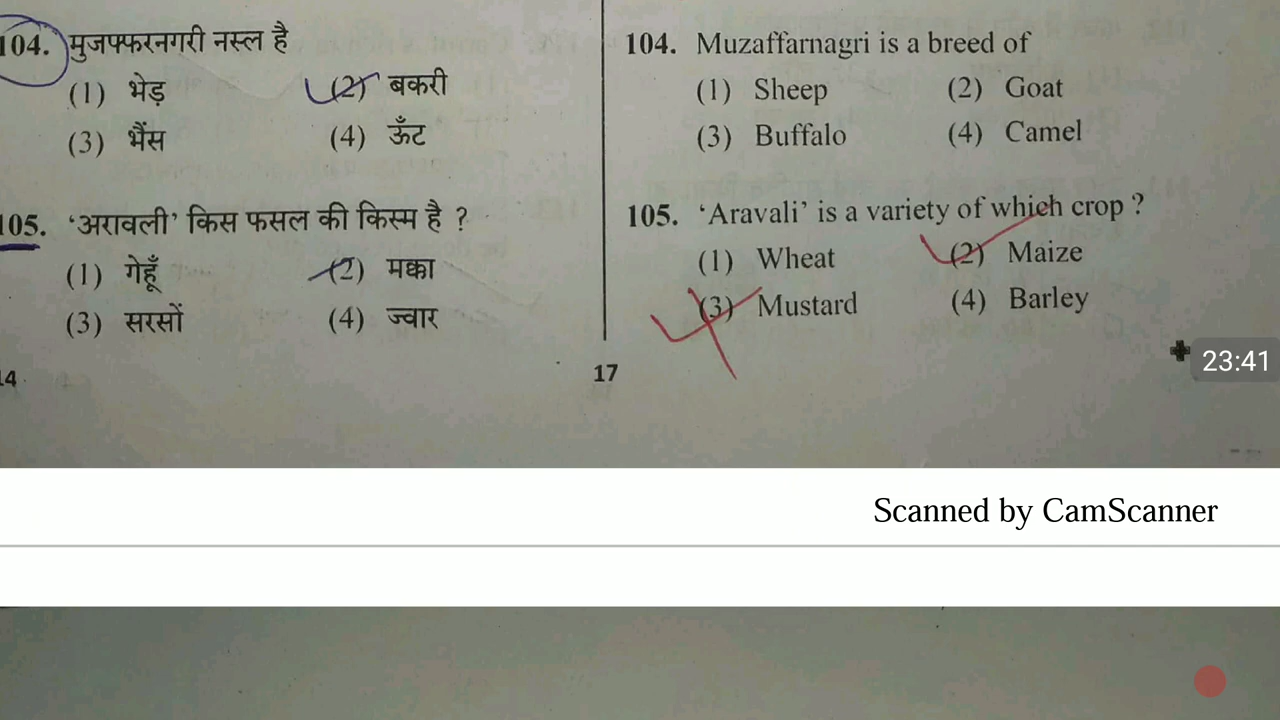 104. मुजफ्फरनगरी नस्ल है
(1) भेड़ (2) बकरी
(3) भैंस (4) ऊँट
105. 'अरावली' किस फसल की किस्म है ?
(1) गेहूँ (2) मक्का
(3) सरसों (4) ज्वार
104. Muzaffarnagri is a breed of
(1) Sheep (2) Goat
(3) Buffalo (4) Camel
105. 'Aravali' is a variety of which crop ?
(1) Wheat (2) Maize
(3) Mustard (4) Barley
14
17
23:41
Scanned by CamScanner